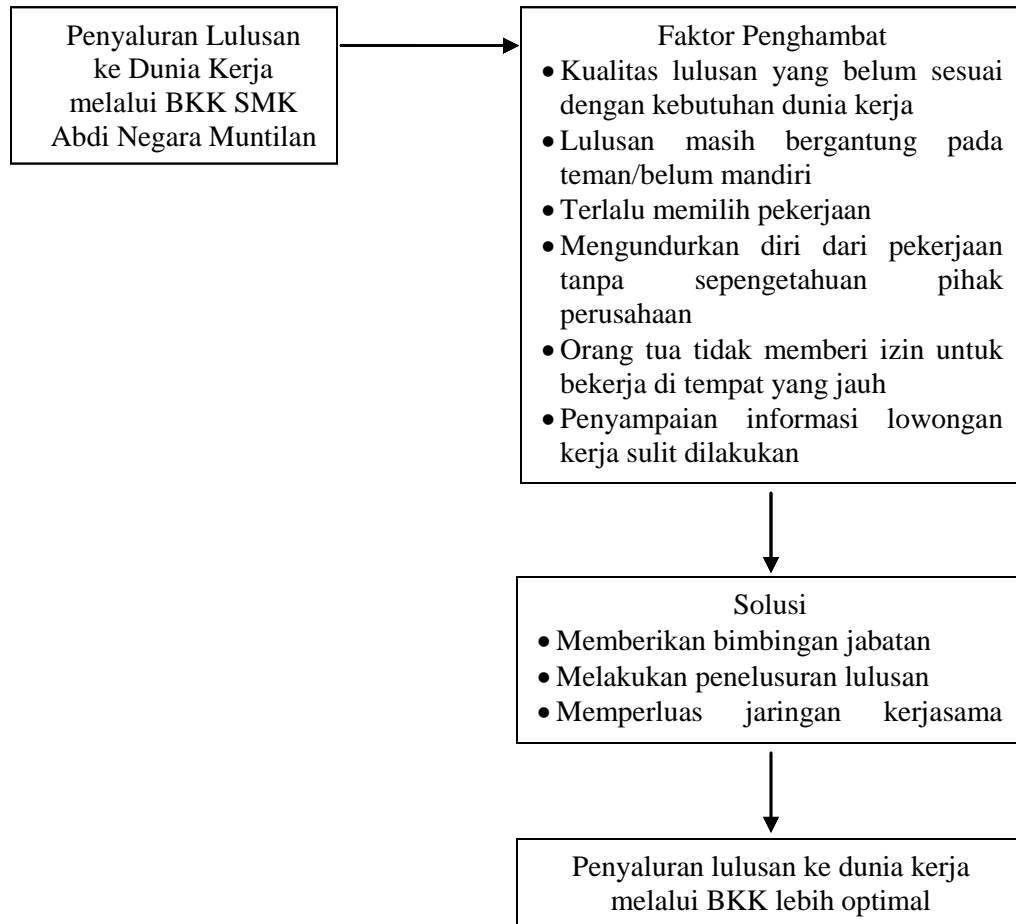 Penyaluran Lulusan
ke Dunia Kerja
melalui BKK SMK
Abdi Negara Muntilan
Faktor Penghambat
• Kualitas lulusan yang belum sesuai
dengan kebutuhan dunia kerja
• Lulusan masih bergantung pada
teman/belum mandiri
• Terlalu memilih pekerjaan
• Mengundurkan diri dari pekerjaan
tanpa sepengetahuan pihak
perusahaan
• Orang tua tidak memberi izin untuk
bekerja di tempat yang jauh
• Penyampaian informasi lowongan
kerja sulit dilakukan
Solusi
• Memberikan bimbingan jabatan
• Melakukan penelusuran lulusan
• Memperluas jaringan kerjasama
Penyaluran lulusan ke dunia kerja
melalui BKK lebih optimal